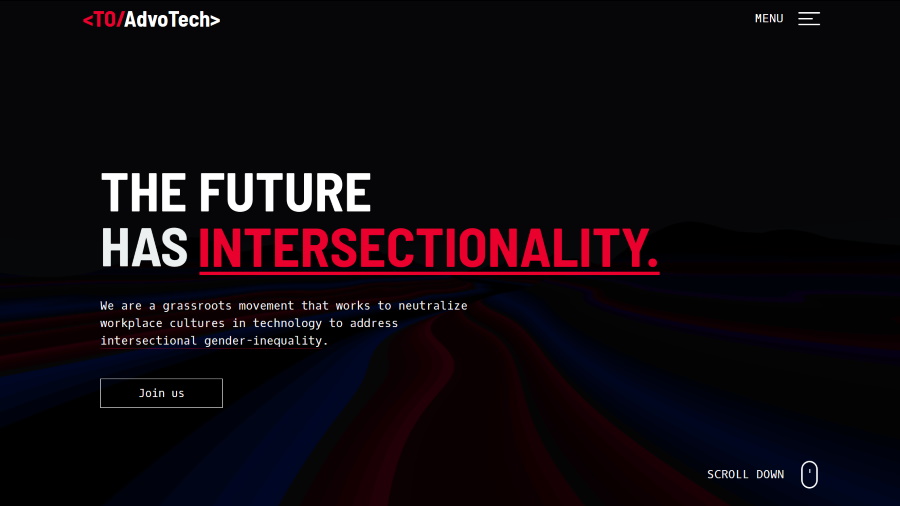 <TO/AdvoTech>
MENU
THE FUTURE
HAS INTERSECTIONALITY.
We are a grassroots movement that works to neutralize
workplace cultures in technology to address
intersectional gender-inequality.
Join us
SCROLL DOWN